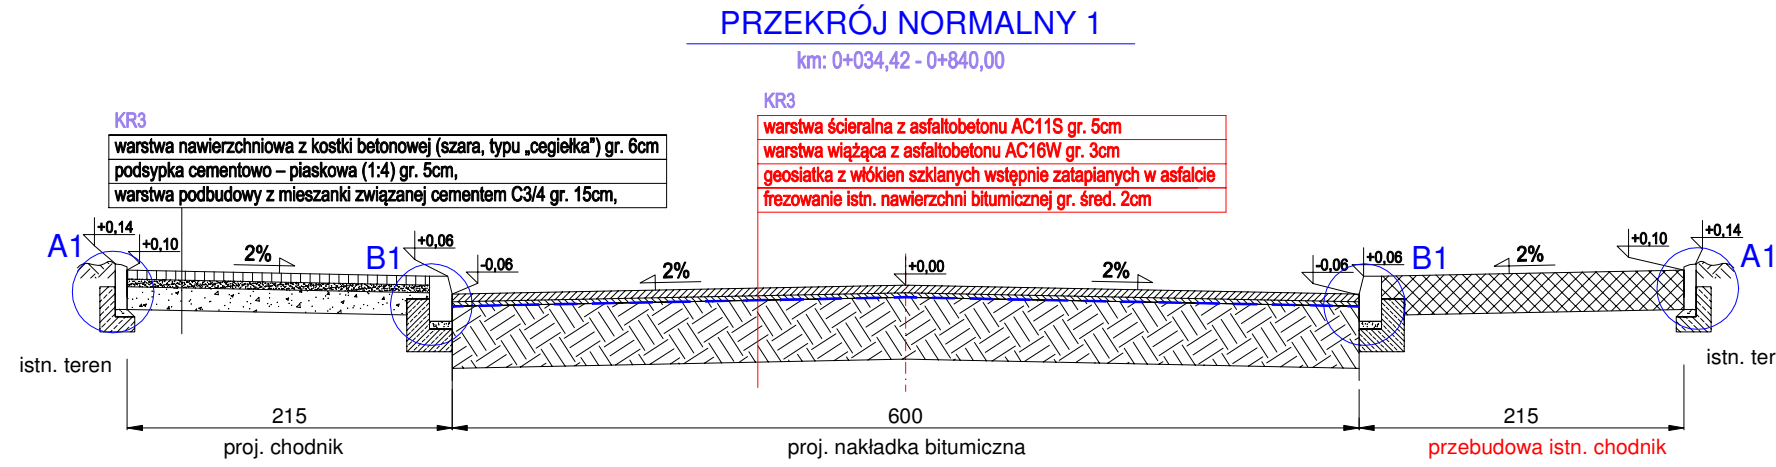 PRZEKRÓJ NORMALNY 1
km: 0+034,42 - 0+840,00
KR3
warstwa nawierzchniowa z kostki betonowej (szara, typu „cegiełka”) gr. 6cm
podsypka cementowo – piaskowa (1:4) gr. 5cm,
warstwa podbudowy z mieszanki związanej cementem C3/4 gr. 15cm,
KR3
warstwa ścieralna z asfaltobetonu AC11S gr. 5cm
warstwa wiążąca z asfaltobetonu AC16W gr. 3cm
geosiatka z włókien szklanych wstępnie zatapianych w asfalcie
frezowanie istn. nawierzchni bitumicznej gr. śred. 2cm
A1 +0,14 +0,10 2% B1 +0,06 -0,06 2% +0,00 2% -0,06 +0,06 B1 2% +0,10 +0,14 A1
istn. teren
istn. ter
215 600 215
proj. chodnik proj. nakładka bitumiczna przebudowa istn. chodnik